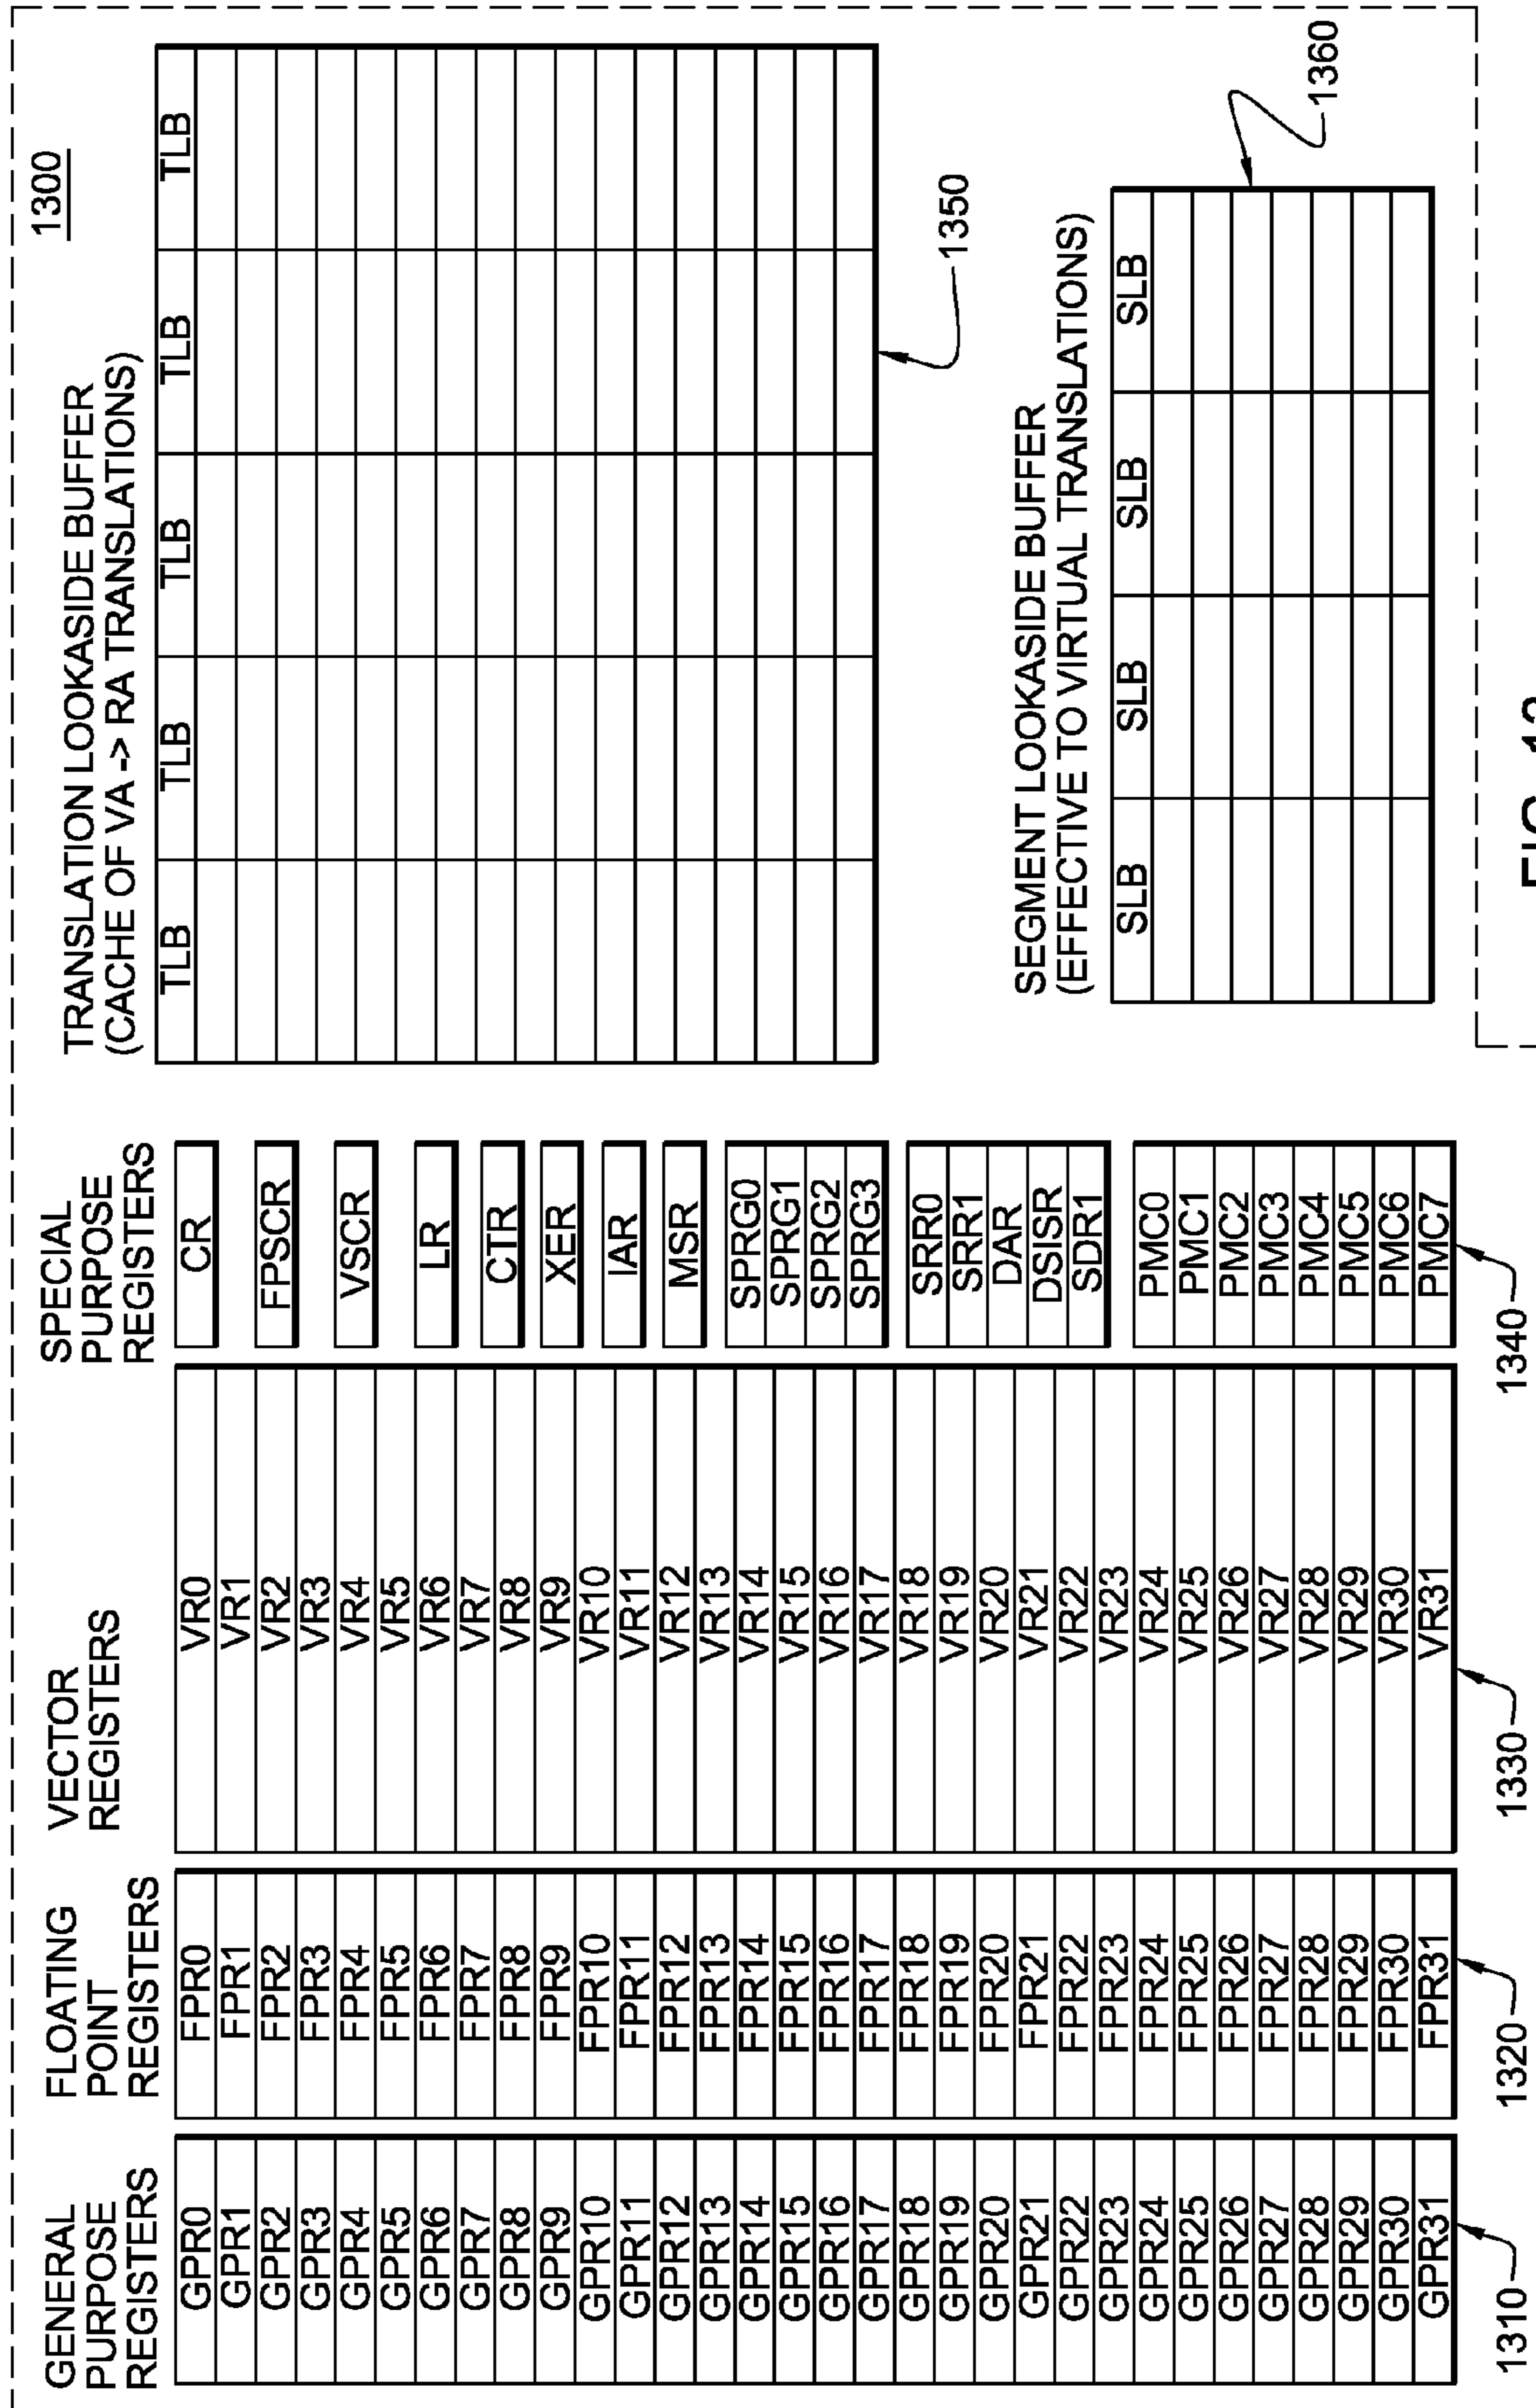 1300
GENERAL
PURPOSE
REGISTERS
GPR0
GPR1
GPR2
GPR3
GPR4
GPR5
GPR6
GPR7
GPR8
GPR9
GPR10
GPR11
GPR12
GPR13
GPR14
GPR15
GPR16
GPR17
GPR18
GPR19
GPR20
GPR21
GPR22
GPR23
GPR24
GPR25
GPR26
GPR27
GPR28
GPR29
GPR30
GPR31
1310
FLOATING
POINT
REGISTERS
FPR0
FPR1
FPR2
FPR3
FPR4
FPR5
FPR6
FPR7
FPR8
FPR9
FPR10
FPR11
FPR12
FPR13
FPR14
FPR15
FPR16
FPR17
FPR18
FPR19
FPR20
FPR21
FPR22
FPR23
FPR24
FPR25
FPR26
FPR27
FPR28
FPR29
FPR30
FPR31
1320
VECTOR
REGISTERS
VR0
VR1
VR2
VR3
VR4
VR5
VR6
VR7
VR8
VR9
VR10
VR11
VR12
VR13
VR14
VR15
VR16
VR17
VR18
VR19
VR20
VR21
VR22
VR23
VR24
VR25
VR26
VR27
VR28
VR29
VR30
VR31
1330
SPECIAL
PURPOSE
REGISTERS
CR
FPSCR
VSCR
LR
CTR
XER
IAR
MSR
SPRG0
SPRG1
SPRG2
SPRG3
SRR0
SRR1
DAR
DSISR
SDR1
PMC0
PMC1
PMC2
PMC3
PMC4
PMC5
PMC6
PMC7
1340
TRANSLATION LOOKASIDE BUFFER
(CACHE OF VA -> RA TRANSLATIONS)
TLB TLB TLB TLB TLB
1350
SEGMENT LOOKASIDE BUFFER
(EFFECTIVE TO VIRTUAL TRANSLATIONS)
SLB SLB SLB SLB
1360